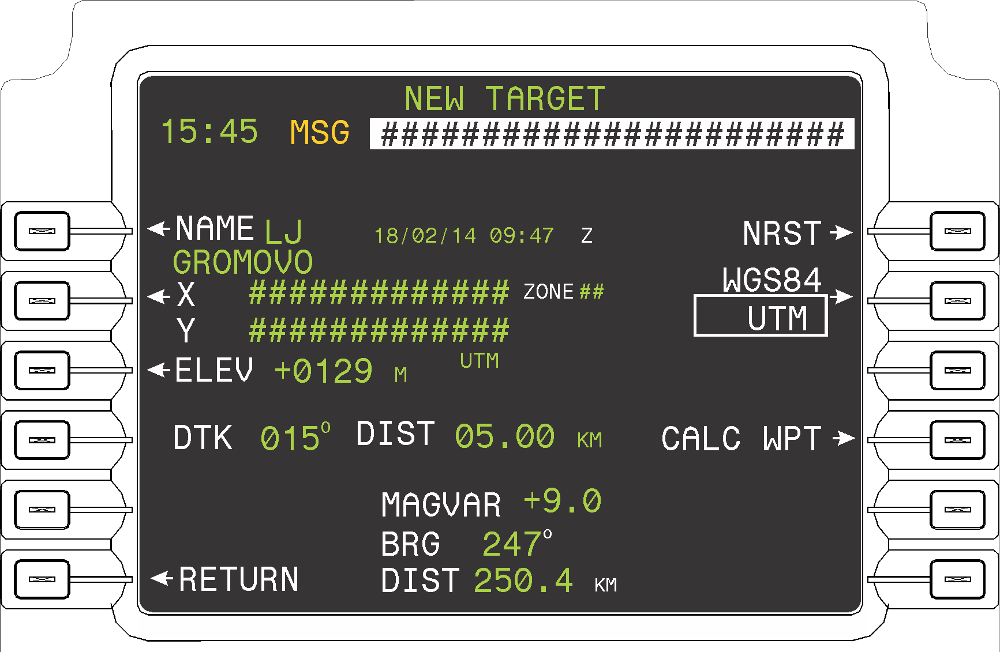 NEW TARGET
15:45 MSG #######################
←NAME LJ 18/02/14 09:47 Z NRST→
GROMOVO
WGS84
←X ############# ZONE ## →
Y ############# UTM
UTM
←ELEV +0129 M
DTK 015° DIST 05.00 KM CALC WPT→
MAGVAR +9.0
BRG 247°
←RETURN DIST 250.4 KM